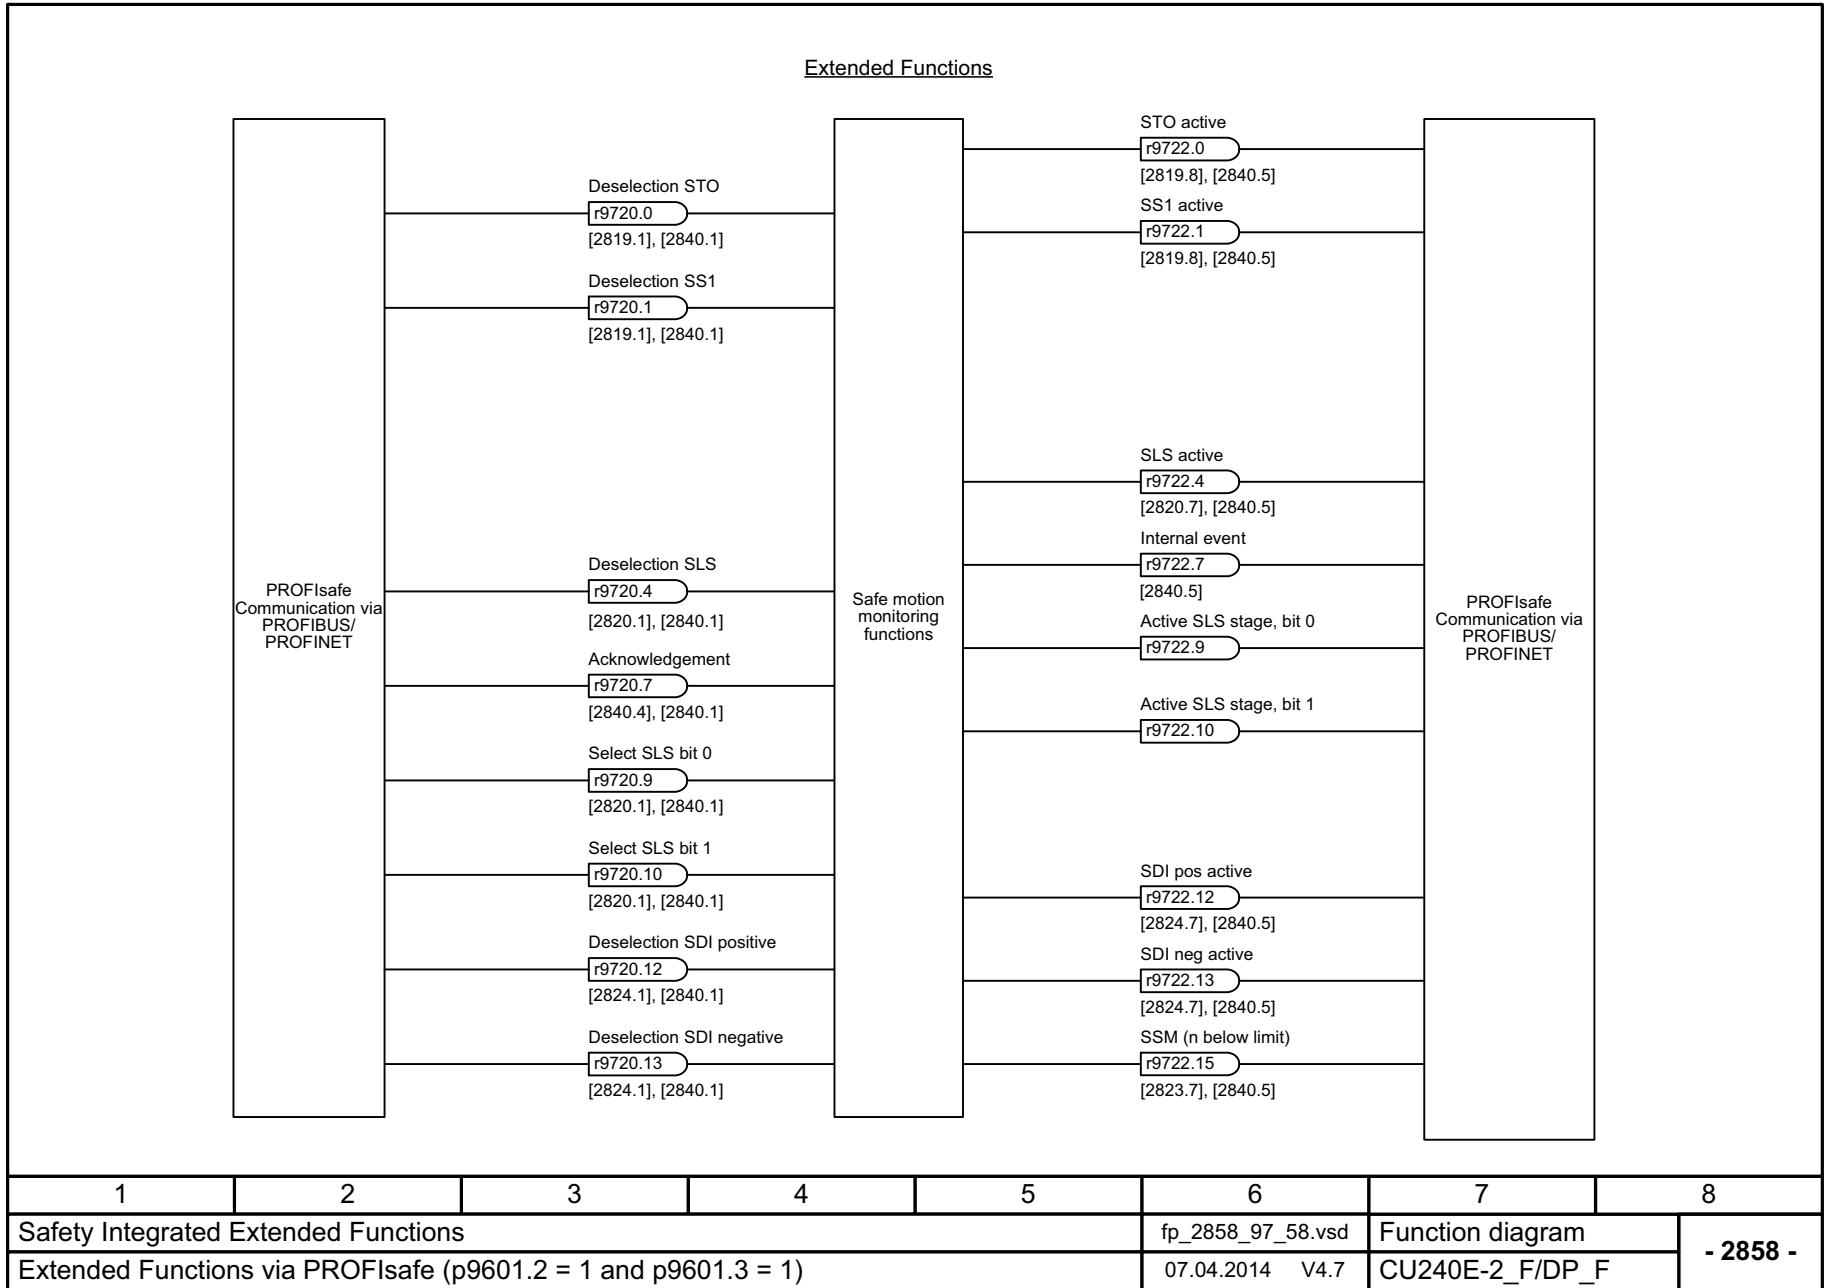 Extended Functions
PROFIsafe
Communication via
PROFIBUS/
PROFINET
Deselection STO
r9720.0
[2819.1], [2840.1]
Deselection SS1
r9720.1
[2819.1], [2840.1]
Deselection SLS
r9720.4
[2820.1], [2840.1]
Acknowledgement
r9720.7
[2840.4], [2840.1]
Select SLS bit 0
r9720.9
[2820.1], [2840.1]
Select SLS bit 1
r9720.10
[2820.1], [2840.1]
Deselection SDI positive
r9720.12
[2824.1], [2840.1]
Deselection SDI negative
r9720.13
[2824.1], [2840.1]
Safe motion
monitoring
functions
STO active
r9722.0
[2819.8], [2840.5]
SS1 active
r9722.1
[2819.8], [2840.5]
SLS active
r9722.4
[2820.7], [2840.5]
Internal event
r9722.7
[2840.5]
Active SLS stage, bit 0
r9722.9
Active SLS stage, bit 1
r9722.10
SDI pos active
r9722.12
[2824.7], [2840.5]
SDI neg active
r9722.13
[2824.7], [2840.5]
SSM (n below limit)
r9722.15
[2823.7], [2840.5]
PROFIsafe
Communication via
PROFIBUS/
PROFINET
1 2 3 4 5 6 7 8
Safety Integrated Extended Functions fp_2858_97_58.vsd Function diagram
- 2858 -
Extended Functions via PROFIsafe (p9601.2 = 1 and p9601.3 = 1) 07.04.2014 V4.7 CU240E-2_F/DP_F